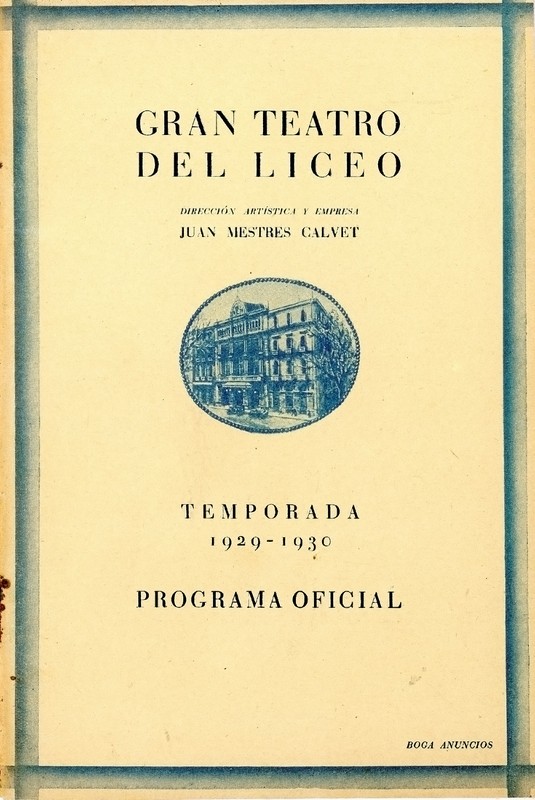 GRAN TEATRO
DEL LICEO
DIRECCIÓN ARTÍSTICA Y EMPRESA
JUAN MESTRES CALVET
TEMPORADA
1929-1930
PROGRAMA OFICIAL
BOGA ANUNCIOS